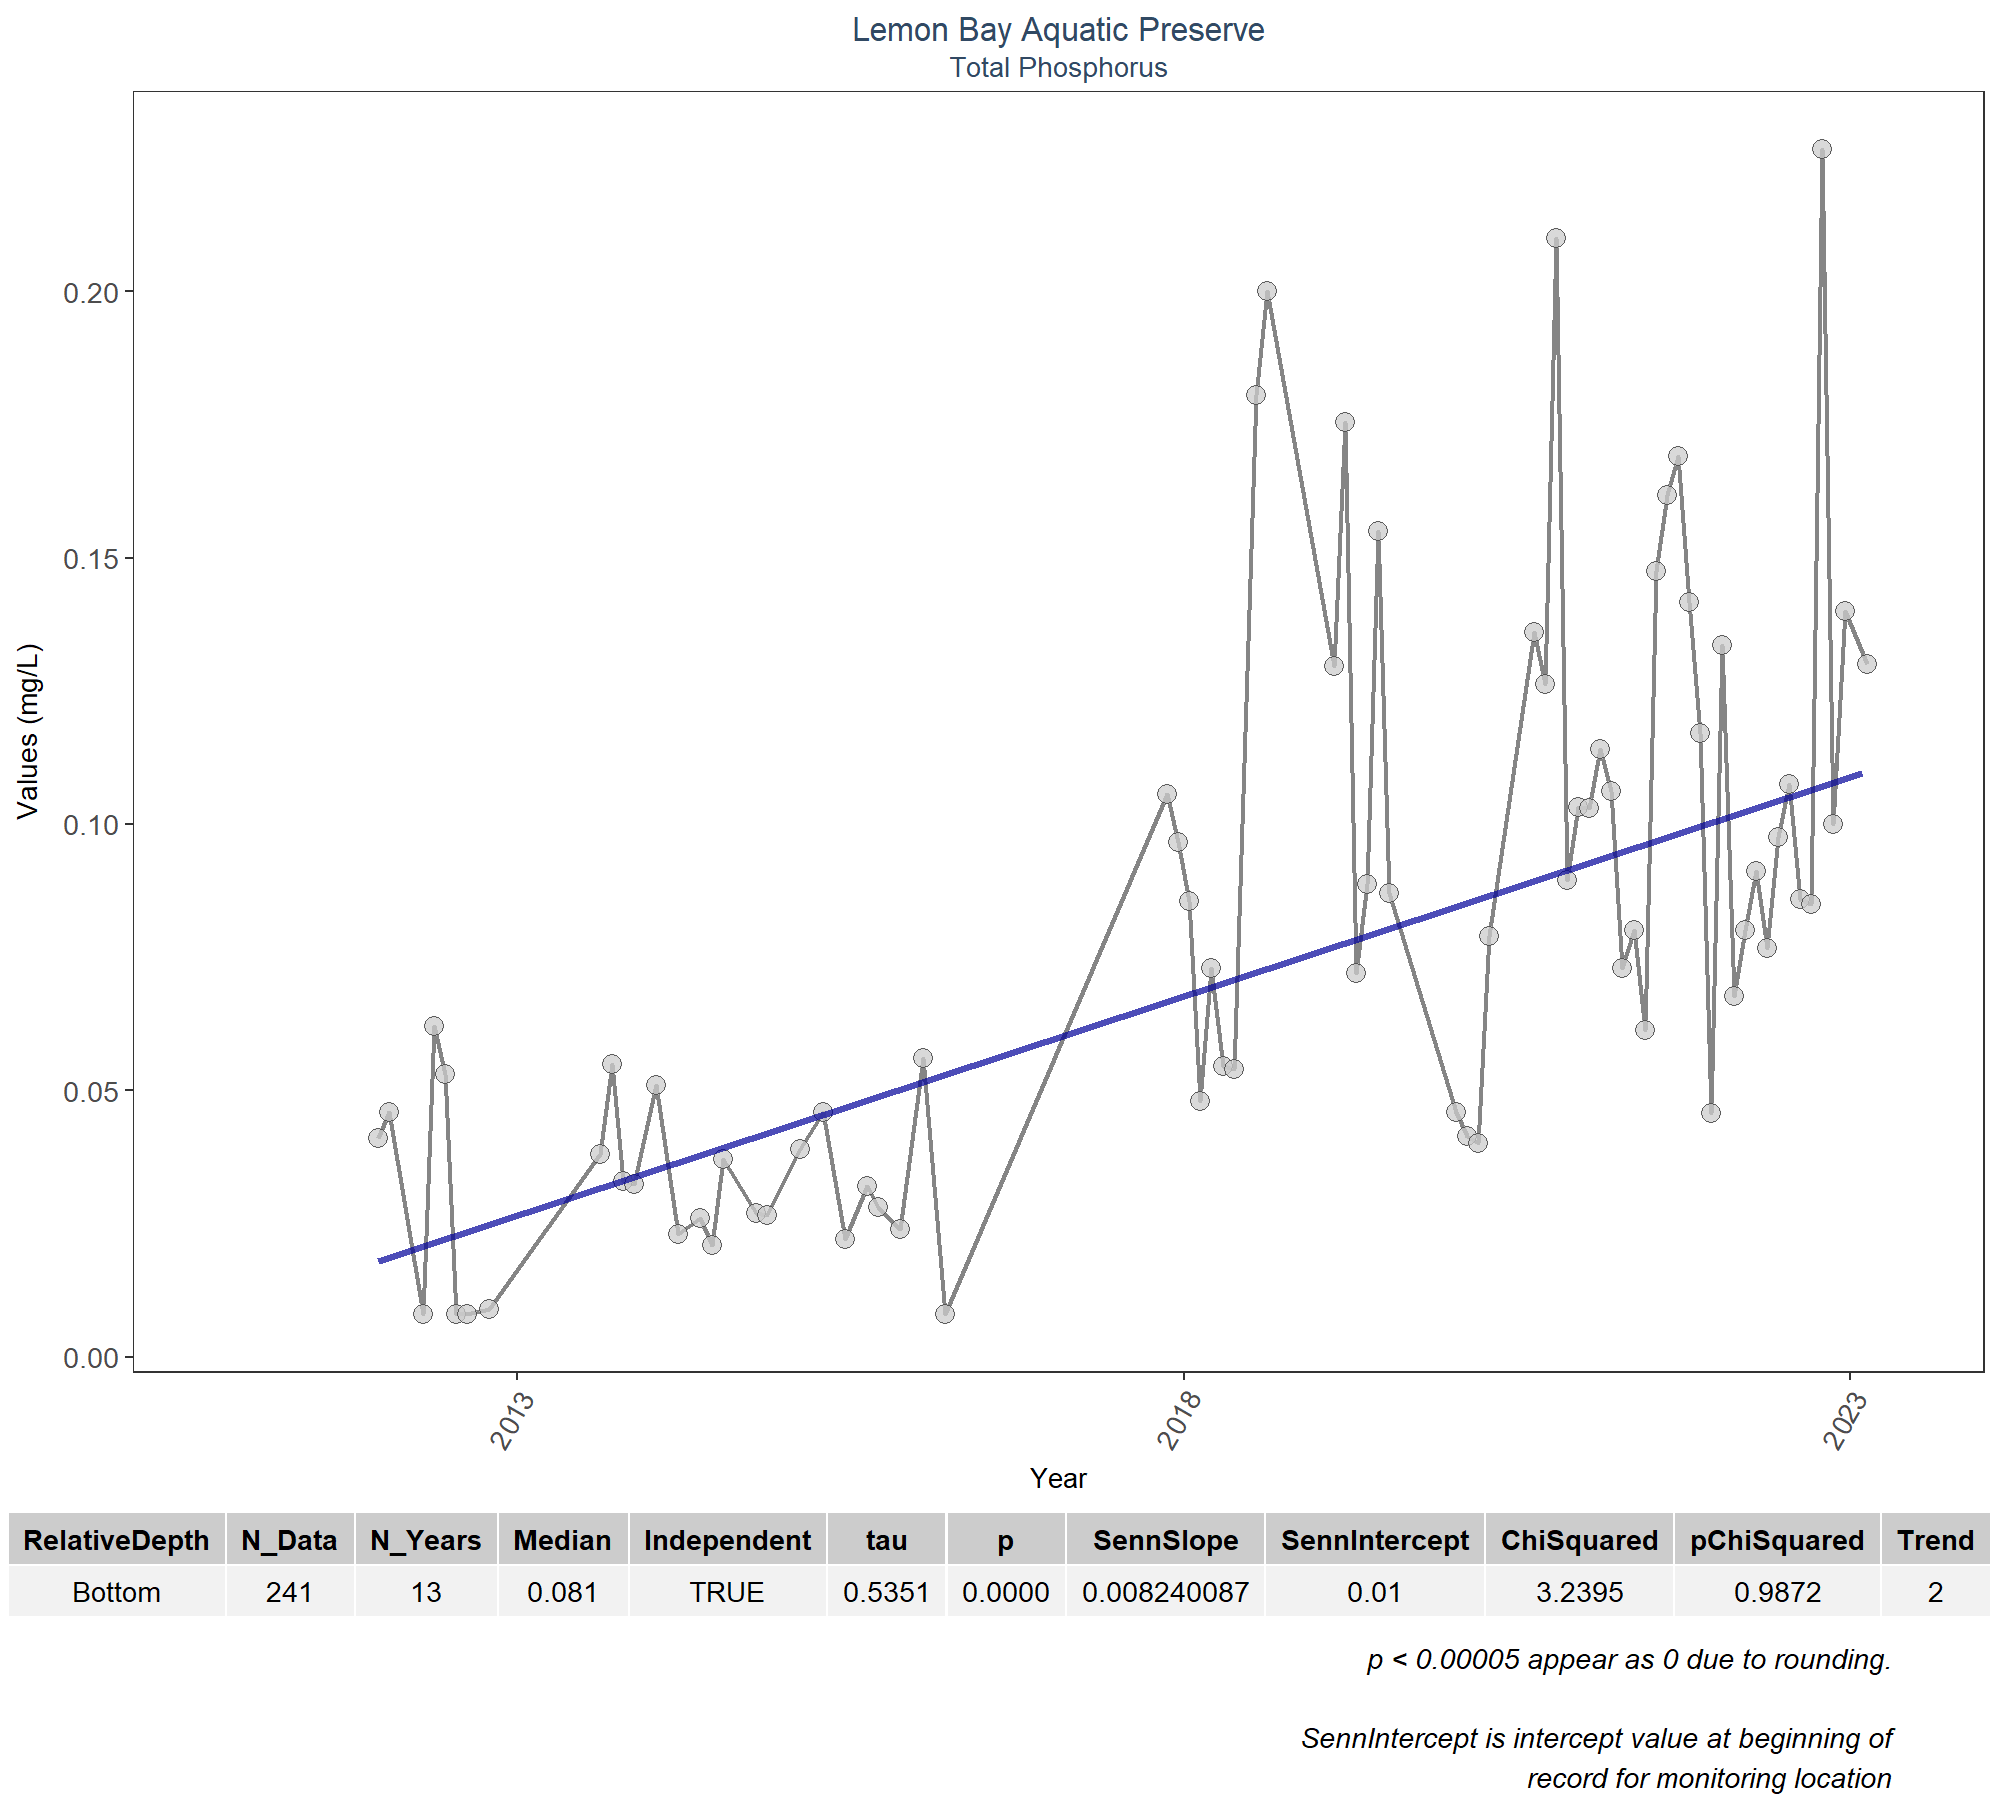 Lemon Bay Aquatic Preserve
Total Phosphorus
Values (mg/L)
0.20
0.15
0.10
0.05
0.00
2013 2018 2023
Year
RelativeDepth N_Data N_Years Median Independent tau p SennSlope SennIntercept ChiSquared pChiSquared Trend
Bottom 241 13 0.081 TRUE 0.5351 0.0000 0.008240087 0.01 3.2395 0.9872 2
p < 0.00005 appear as 0 due to rounding.
SennIntercept is intercept value at beginning of
record for monitoring location